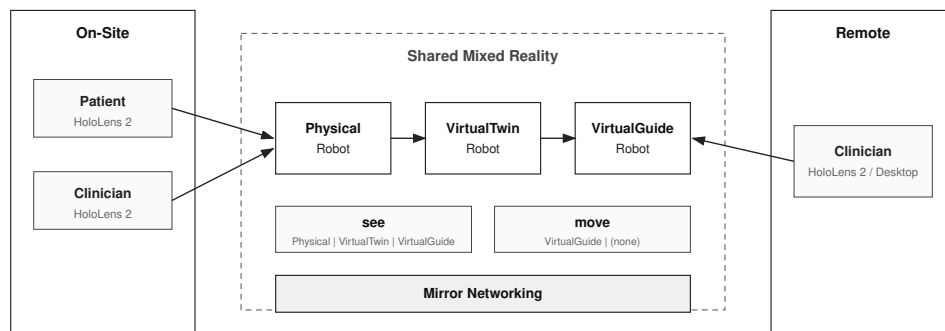 On-Site
Patient
HoloLens 2
Clinician
HoloLens 2
Shared Mixed Reality
Physical
Robot
VirtualTwin
Robot
VirtualGuide
Robot
see
Physical | VirtualTwin | VirtualGuide
move
VirtualGuide | (none)
Mirror Networking
Remote
Clinician
HoloLens 2 / Desktop